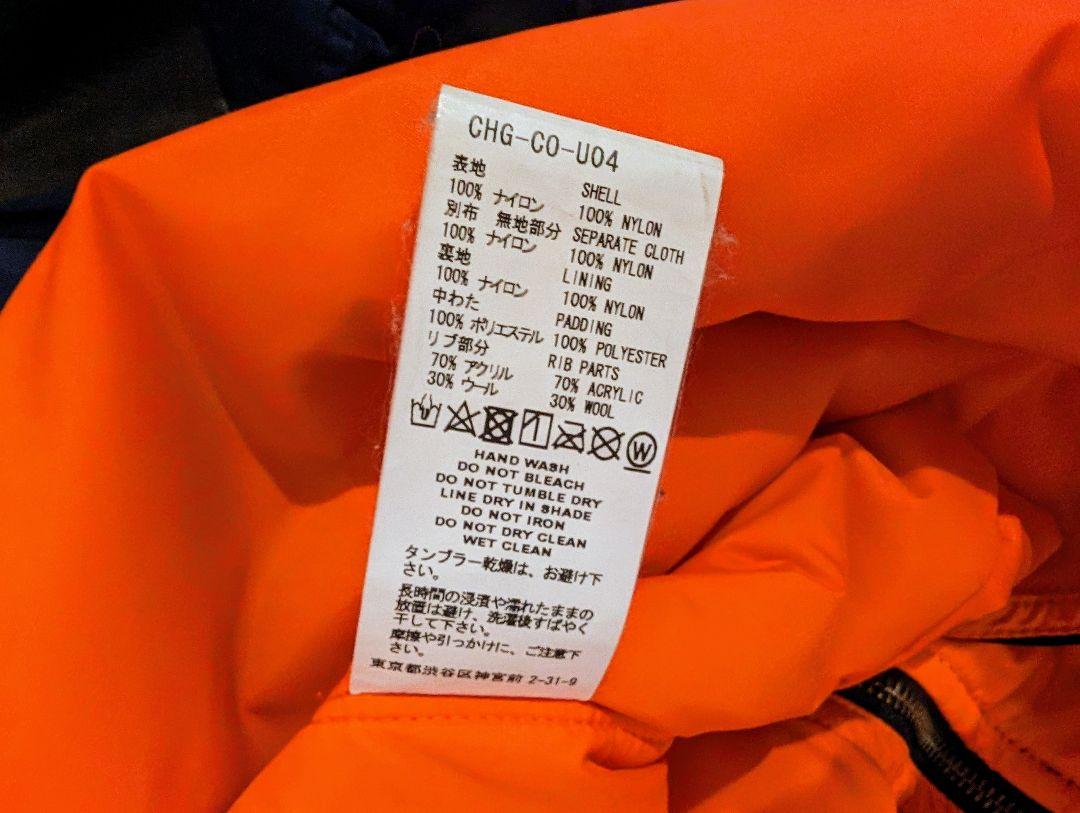 CHG-CO-U04
表地 SHELL
100% ナイロン 100% NYLON
別布 無地部分 SEPARATE CLOTH
100% ナイロン 100% NYLON
裏地 LINING
100% ナイロン 100% NYLON
中わた PADDING
100% ポリエステル 100% POLYESTER
リブ部分 RIB PARTS
70% アクリル 70% ACRYLIC
30% ウール 30% WOOL
W
HAND WASH
DO NOT BLEACH
DO NOT TUMBLE DRY
LINE DRY IN SHADE
DO NOT IRON
DO NOT DRY CLEAN
WET CLEAN
タンブラー乾燥は、お避け下
さい。
長時間の浸漬や濡れたままの
放置は避け、洗濯後すばやく
干して下さい。
摩擦や引っかけに、ご注意下
さい。
東京都渋谷区神宮前 2-31-9